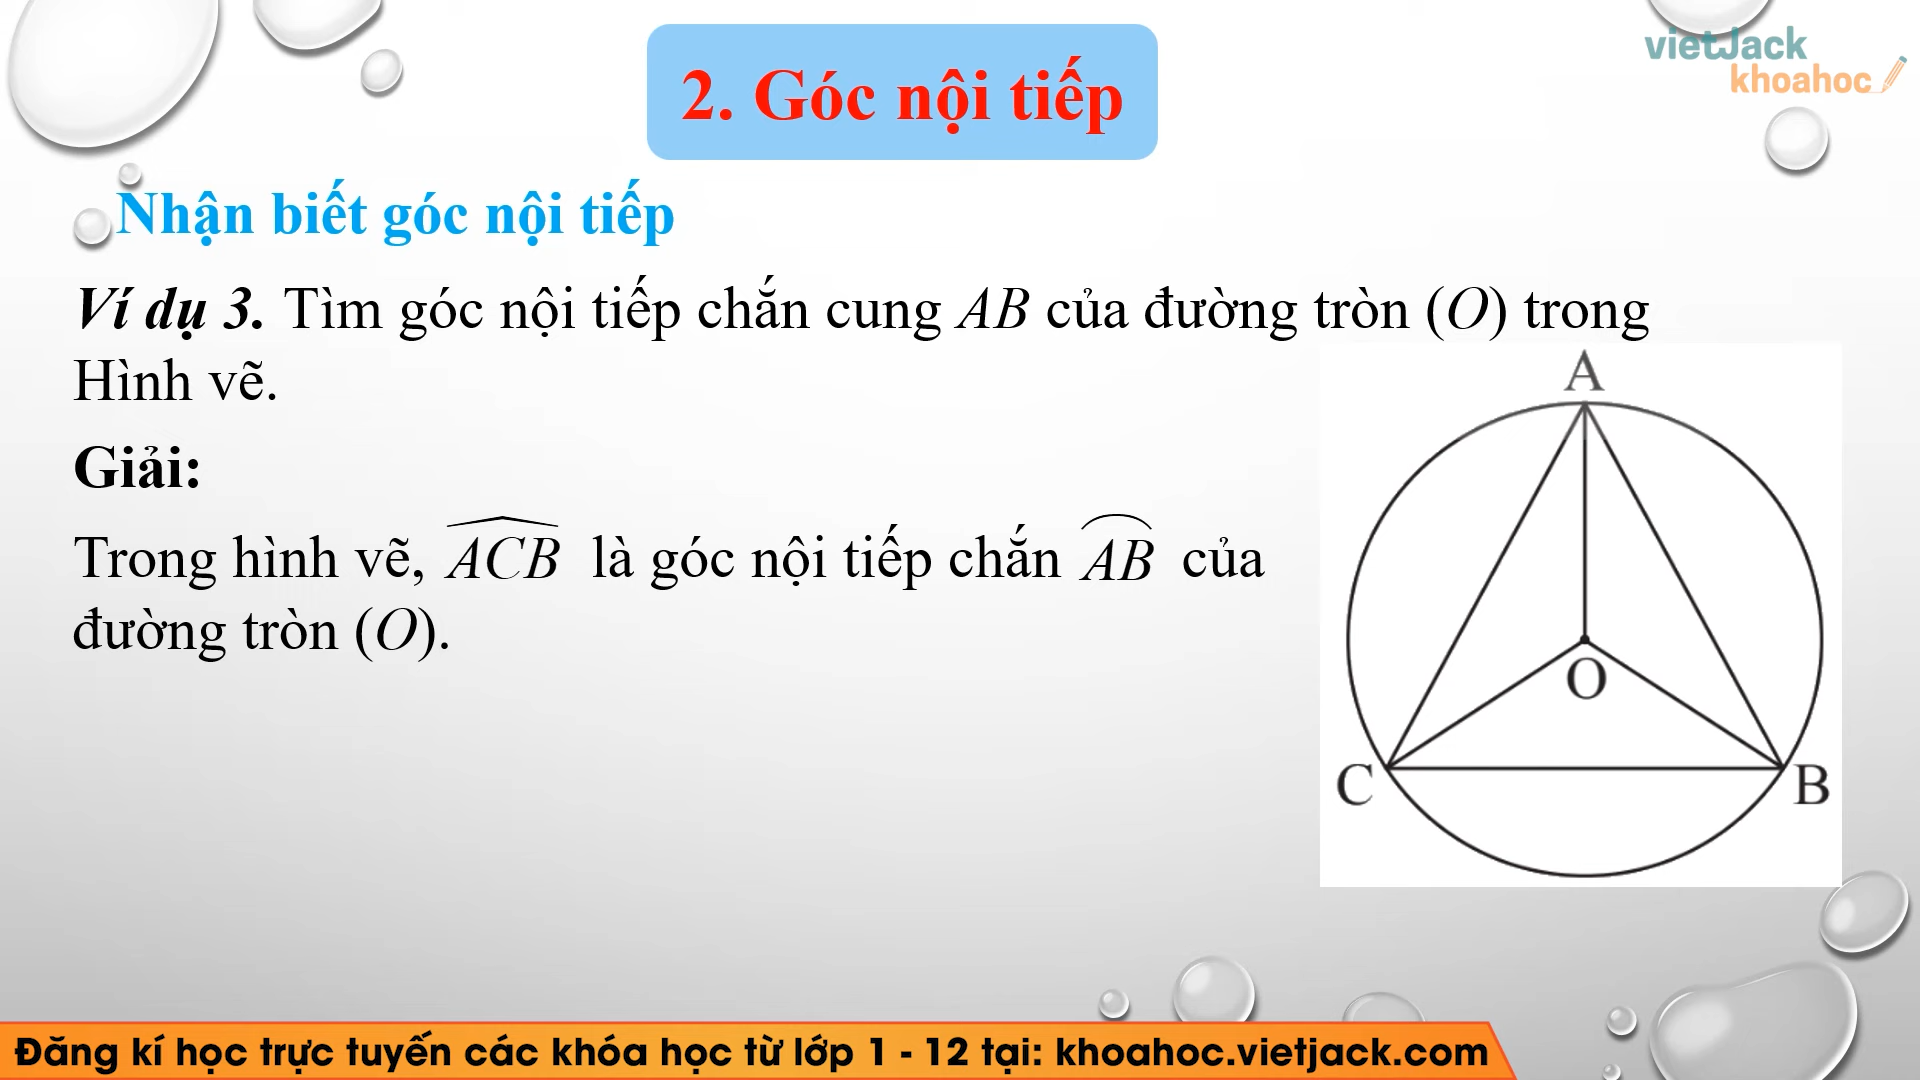 vietJack
khoahoc
2. Góc nội tiếp
Nhận biết góc nội tiếp
Ví dụ 3. Tìm góc nội tiếp chắn cung AB của đường tròn (O) trong
Hình vẽ.
Giải:
Trong hình vẽ, ACB là góc nội tiếp chắn AB của
đường tròn (O).
A
O
C
B
Đăng kí học trực tuyến các khóa học từ lớp 1 - 12 tại: khoahoc.vietjack.com